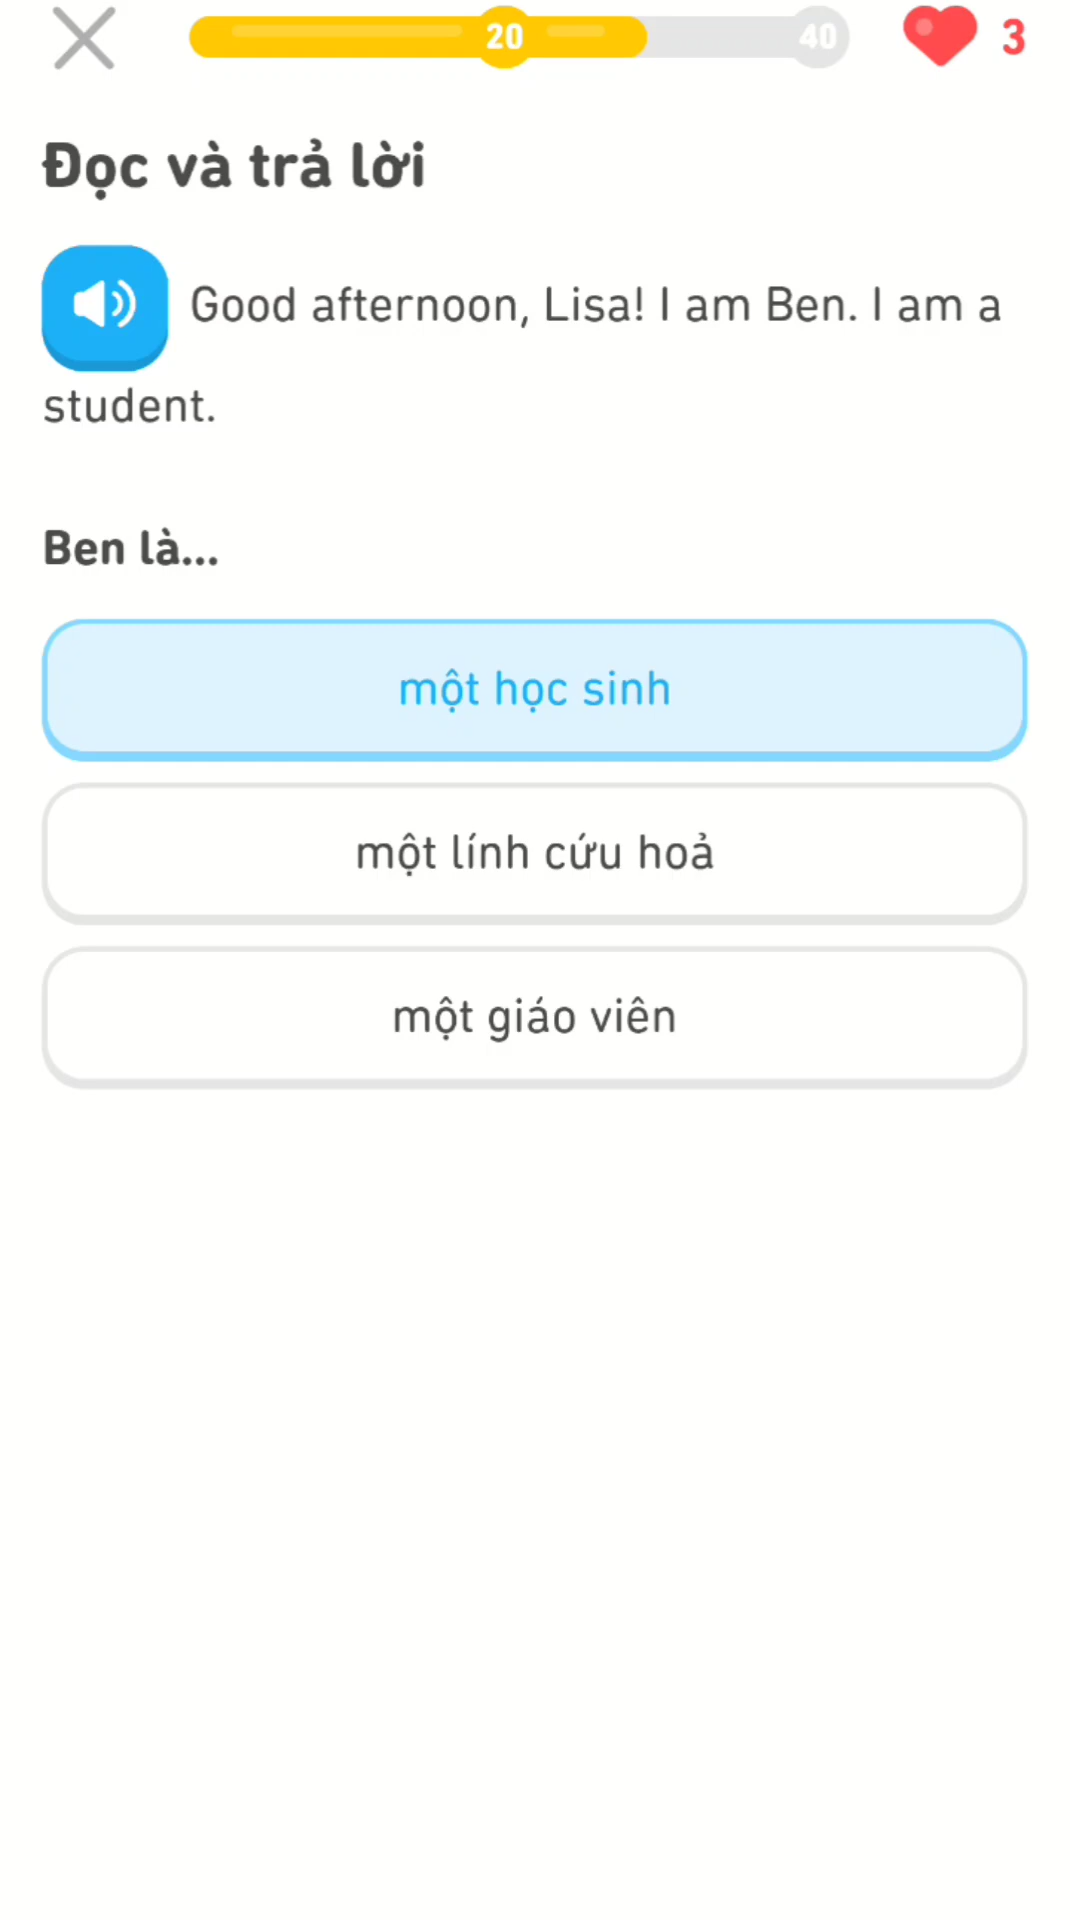 20
40
3
Đọc và trả lời
Good afternoon, Lisa! I am Ben. I am a
student.
Ben là...
một học sinh
một lính cứu hoả
một giáo viên